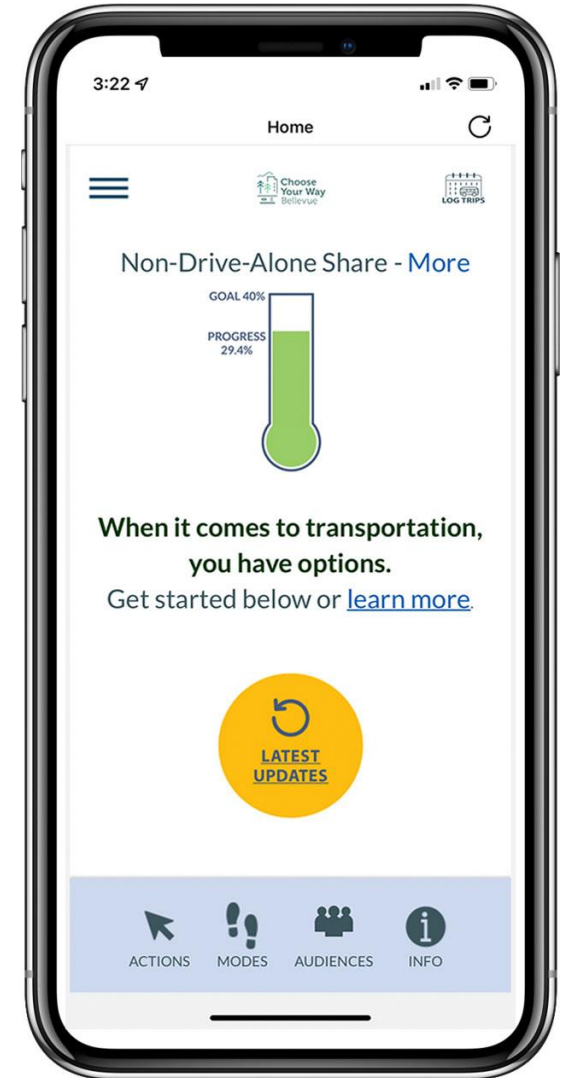 3:22
Home
Choose
Your Way
Bellevue
LOG TRIPS
Non-Drive-Alone Share - More
GOAL 40%
PROGRESS
29.4%
When it comes to transportation,
you have options.
Get started below or learn more.
LATEST
UPDATES
ACTIONS MODES AUDIENCES INFO